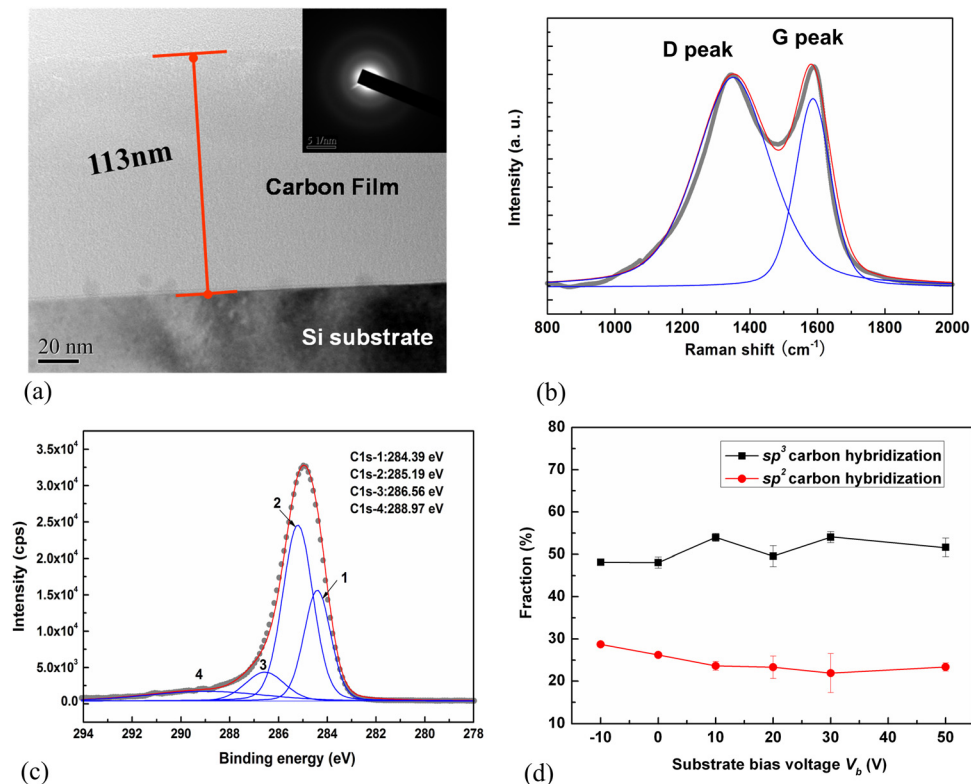 113nm
5 1/nm
Carbon Film
Si substrate
20 nm
(a)
D peak
G peak
Intensity (a. u.)
800 1000 1200 1400 1600 1800 2000
Raman shift (cm⁻¹)
(b)
3.5x10⁴
3.0x10⁴
2.5x10⁴
2.0x10⁴
1.5x10⁴
1.0x10⁴
5.0x10³
0.0
Intensity (cps)
C1s-1:284.39 eV
C1s-2:285.19 eV
C1s-3:286.56 eV
C1s-4:288.97 eV
2
1
3
4
294 292 290 288 286 284 282 280 278
Binding energy (eV)
(c)
80
70
60
50
40
30
20
10
Fraction (%)
sp³ carbon hybridization
sp² carbon hybridization
-10 0 10 20 30 40 50
Substrate bias voltage V_b (V)
(d)